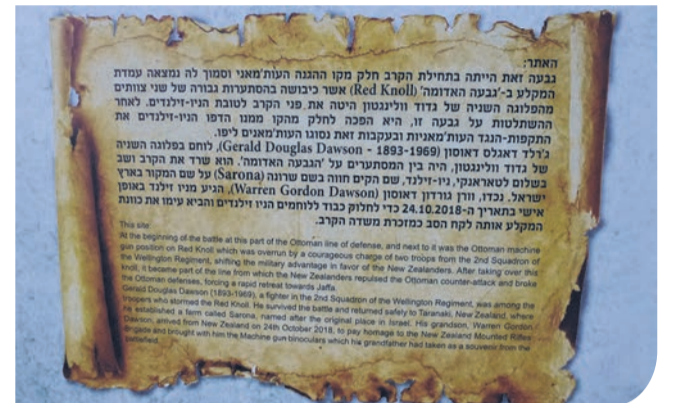 האתר:
גבעה זאת הייתה בתחילת הקרב חלק מקו ההגנה העות'מאני וסמוך לה נמצאה עמדת
המקלע ב-'גבעה האדומה' (Red Knoll) אשר כיבושה בהסתערות גבורה של שני צוותים
מהפלוגה השניה של גדוד וולינגטון היטה את פני הקרב לטובת הניו-זילנדים. לאחר
ההשתלטות על גבעה זו, היא הפכה לחלק מהקו ממנו הדפו הניו-זילנדים את
התקפות-הנגד העות'מאניות ובעקבות זאת נסוגו העות'מאנים ליפו.
ג'רלד דאגלס דאוסון (Gerald Douglas Dawson - 1893-1969), לוחם בפלוגה השניה
של גדוד וולינגטון, היה בין המסתערים על 'הגבעה האדומה'. הוא שרד את הקרב ושב
בשלום לטאראנקי, ניו-זילנד, שם הקים חווה בשם שרונה (Sarona) על שם המקור בארץ
ישראל. נכדו, וורן גורדון דאוסון (Warren Gordon Dawson), הגיע מניו זילנד באופן
אישי בתאריך ה-24.10.2018 כדי לחלוק כבוד ללוחמים הניו זילנדים והביא עימו את כוונת
המקלע אותה לקח הסב כמזכרת משדה הקרב.
This site:
At the beginning of the battle at this part of the Ottoman line of defense, and next to it was the Ottoman machine
gun position on Red Knoll which was overrun by a courageous charge of two troops from the 2nd Squadron of
the Wellington Regiment, shifting the military advantage in favor of the New Zealanders. After taking over this
knoll, it became part of the line from which the New Zealanders repulsed the Ottoman counter-attack and broke
the Ottoman defenses, forcing a rapid retreat towards Jaffa.
Gerald Douglas Dawson (1893-1969), a fighter in the 2nd Squadron of the Wellington Regiment, was among the
troopers who stormed the Red Knoll. He survived the battle and returned safely to Taranaki, New Zealand, where
he established a farm called Sarona, named after the original place in Israel. His grandson, Warren Gordon
Dawson, arrived from New Zealand on 24th October 2018, to pay homage to the New Zealand Mounted Rifles
Brigade and brought with him the Machine gun binoculars which his grandfather had taken as a souvenir from the
battlefield.